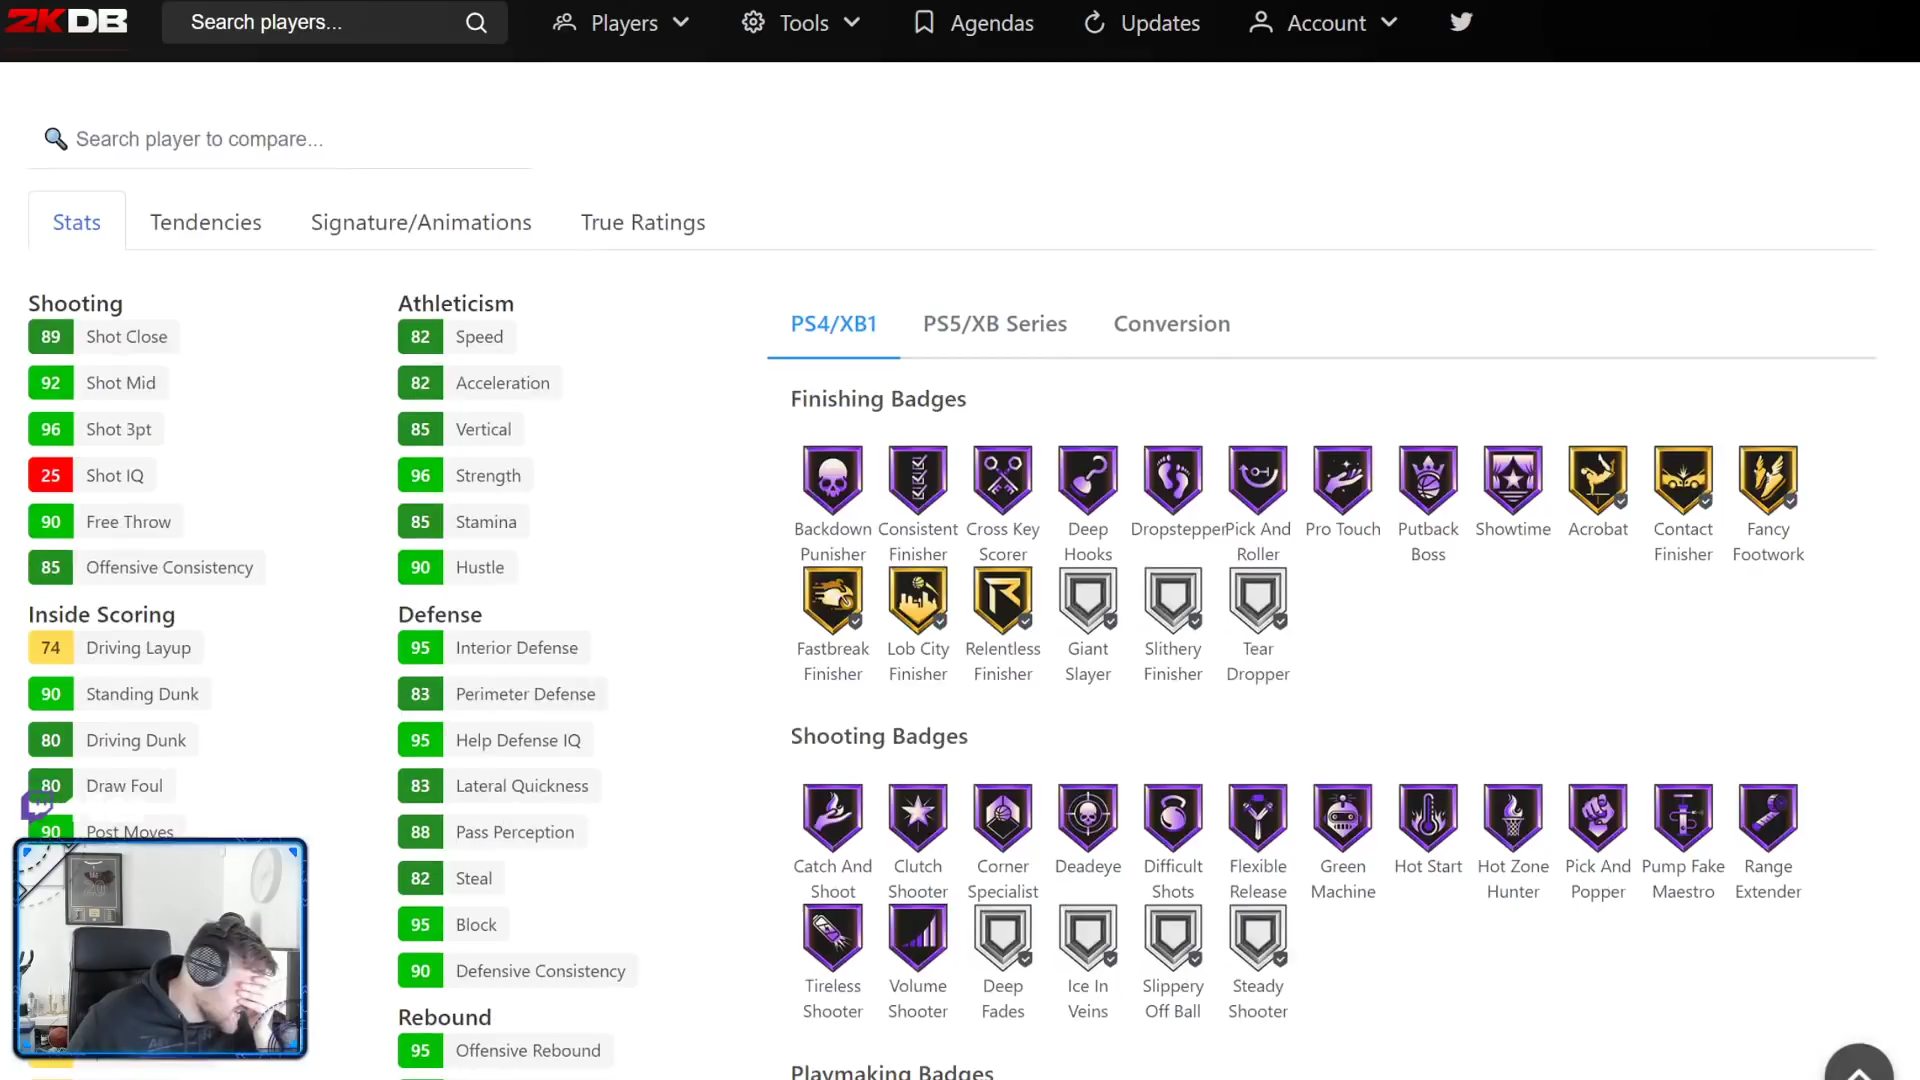 2KDB
Search players...
Players
Tools
Agendas
Updates
Account
Search player to compare...
Stats
Tendencies
Signature/Animations
True Ratings
Shooting
89 Shot Close
92 Shot Mid
96 Shot 3pt
25 Shot IQ
90 Free Throw
85 Offensive Consistency
Inside Scoring
74 Driving Layup
90 Standing Dunk
80 Driving Dunk
80 Draw Foul
90 Post Moves
Athleticism
82 Speed
82 Acceleration
85 Vertical
96 Strength
85 Stamina
90 Hustle
Defense
95 Interior Defense
83 Perimeter Defense
95 Help Defense IQ
83 Lateral Quickness
88 Pass Perception
82 Steal
95 Block
90 Defensive Consistency
Rebound
95 Offensive Rebound
PS4/XB1
PS5/XB Series
Conversion
Finishing Badges
Backdown
Punisher
Consistent
Finisher
Cross Key
Scorer
Deep
Hooks
Dropstepper
Pick And
Roller
Pro Touch
Putback
Boss
Showtime
Acrobat
Contact
Finisher
Fancy
Footwork
Fastbreak
Finisher
Lob City
Finisher
Relentless
Finisher
Giant
Slayer
Slithery
Finisher
Tear
Dropper
Shooting Badges
Catch And
Shoot
Clutch
Shooter
Corner
Specialist
Deadeye
Difficult
Shots
Flexible
Release
Green
Machine
Hot Start
Hot Zone
Hunter
Pick And
Popper
Pump Fake
Maestro
Range
Extender
Tireless
Shooter
Volume
Shooter
Deep
Fades
Ice In
Veins
Slippery
Off Ball
Steady
Shooter
Playmaking Badges